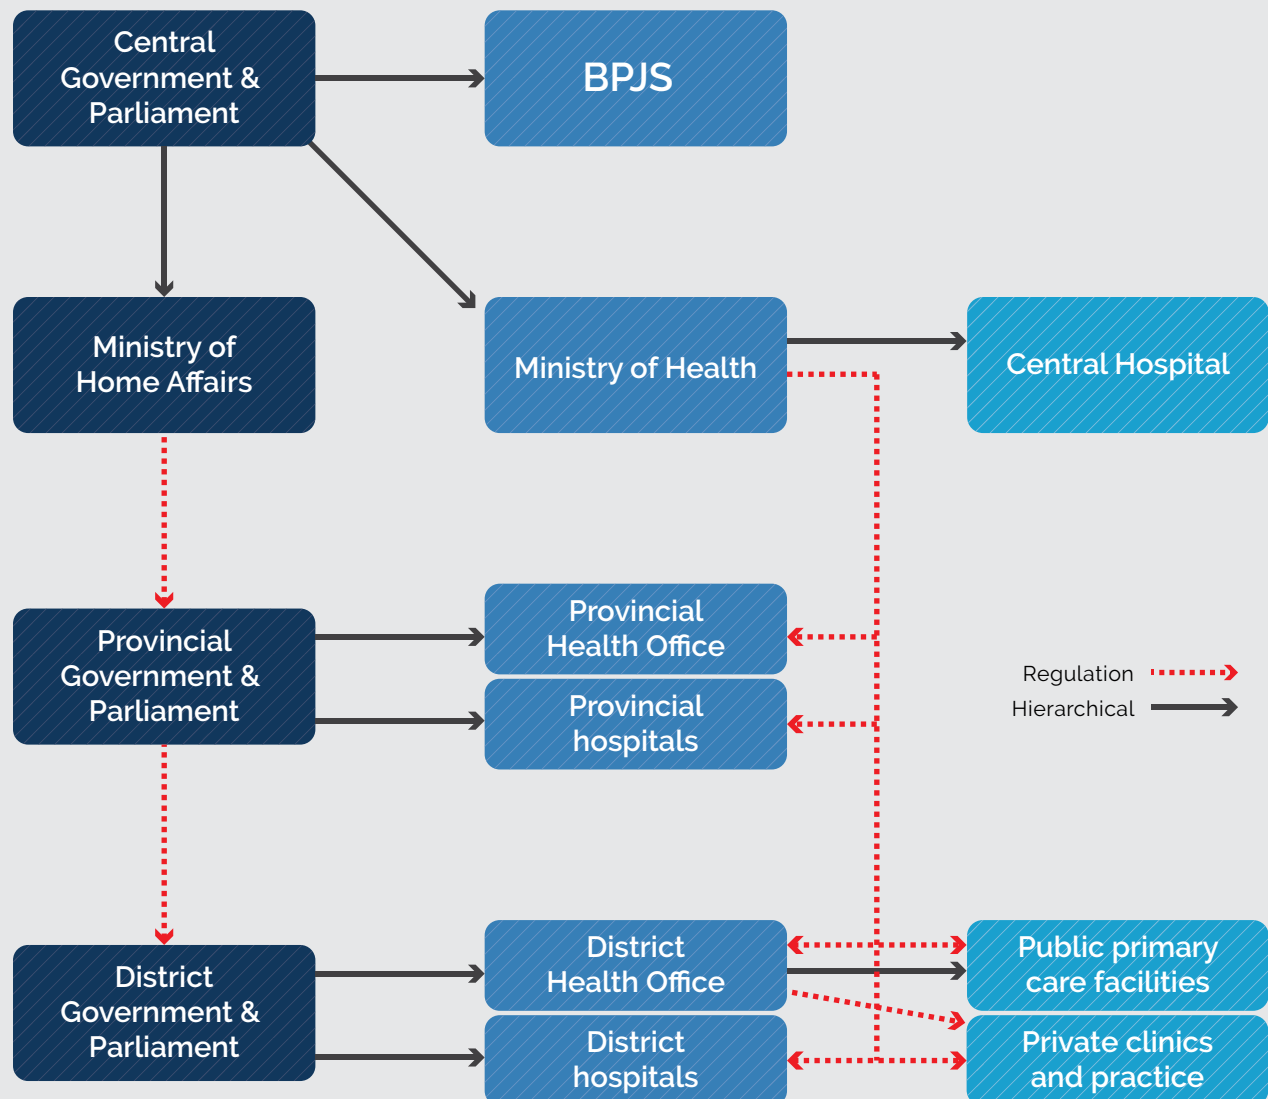 Central
Government &
Parliament
BPJS
Ministry of
Home Affairs
Ministry of Health
Central Hospital
Provincial
Government &
Parliament
Provincial
Health Office
Provincial
hospitals
Regulation
Hierarchical
District
Government &
Parliament
District
Health Office
District
hospitals
Public primary
care facilities
Private clinics
and practice